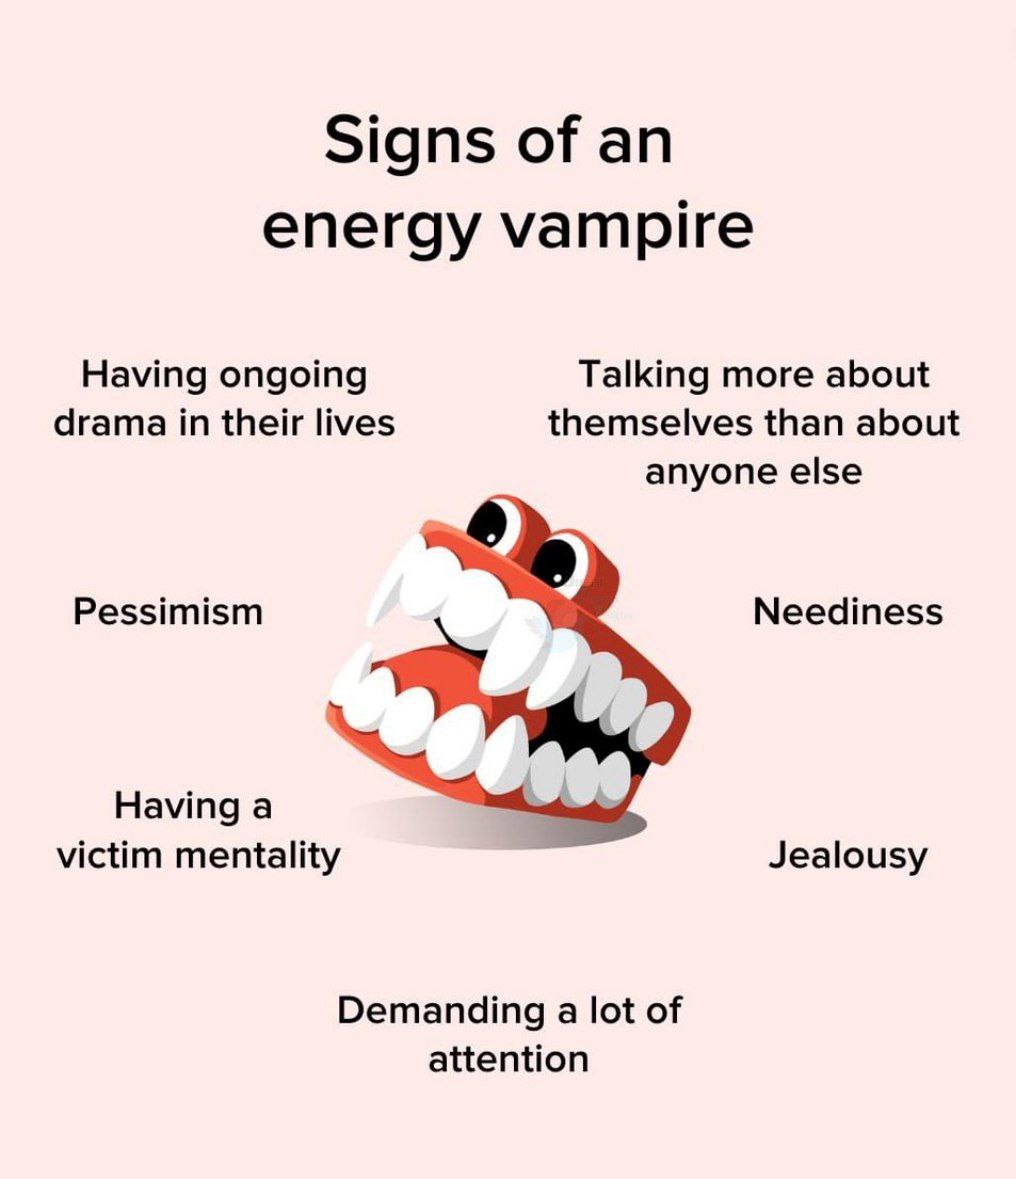 Signs of an
energy vampire
Having ongoing
drama in their lives
Talking more about
themselves than about
anyone else
Pessimism
Neediness
Having a
victim mentality
Jealousy
Demanding a lot of
attention